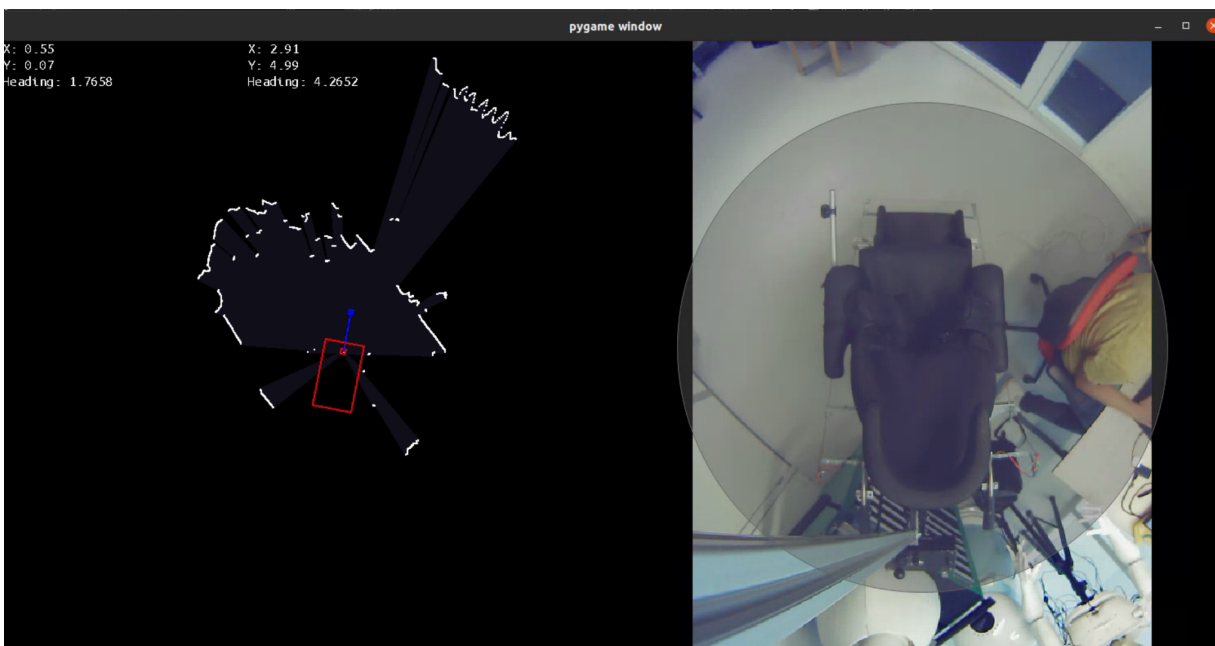 pygame window
X: 0.55
Y: 0.07
Heading: 1.7658
X: 2.91
Y: 4.99
Heading: 4.2652